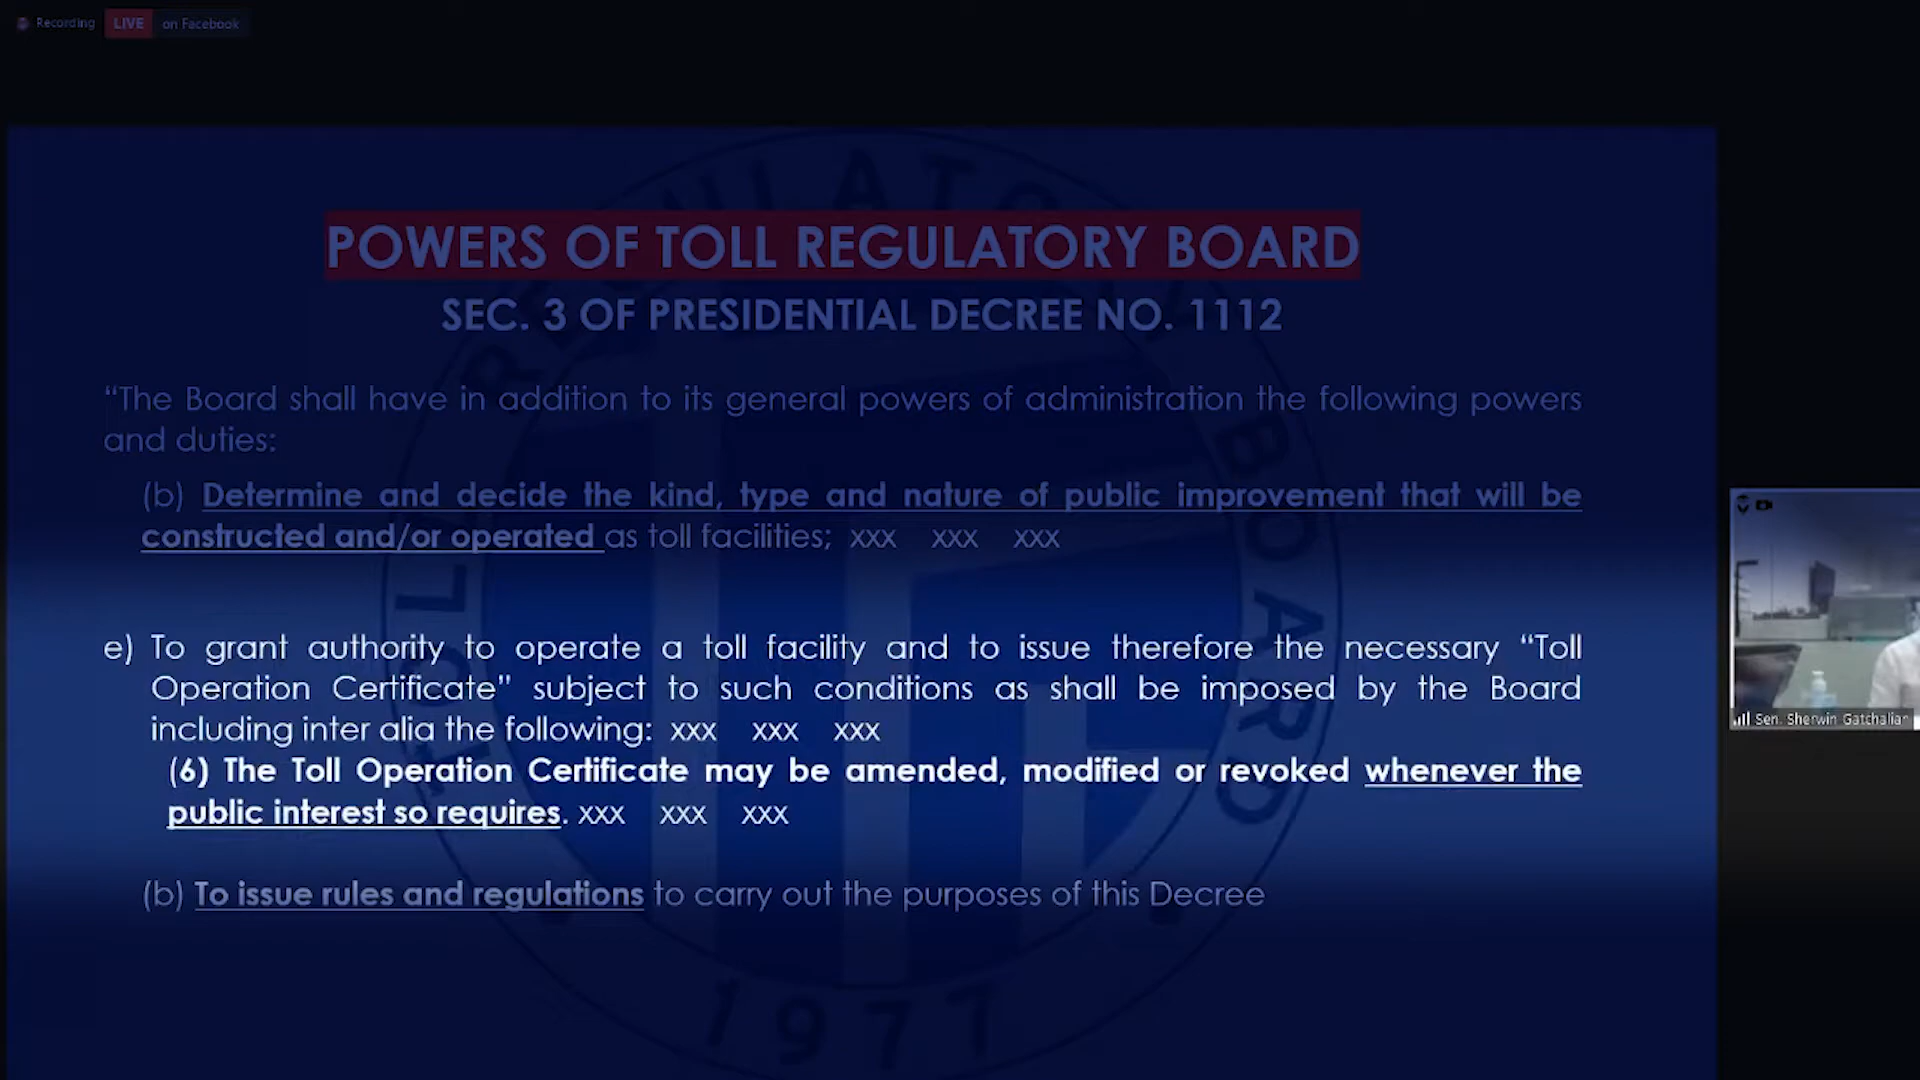 Recording LIVE on Facebook
TOLL REGULATORY BOARD
POWERS OF TOLL REGULATORY BOARD
SEC. 3 OF PRESIDENTIAL DECREE NO. 1112
“The Board shall have in addition to its general powers of administration the following powers
and duties:
(b) Determine and decide the kind, type and nature of public improvement that will be
constructed and/or operated as toll facilities; xxx xxx xxx
e) To grant authority to operate a toll facility and to issue therefore the necessary “Toll
Operation Certificate” subject to such conditions as shall be imposed by the Board
including inter alia the following: xxx xxx xxx
(6) The Toll Operation Certificate may be amended, modified or revoked whenever the
public interest so requires. xxx xxx xxx
(b) To issue rules and regulations to carry out the purposes of this Decree
1977
Sen. Sherwin Gatchalian